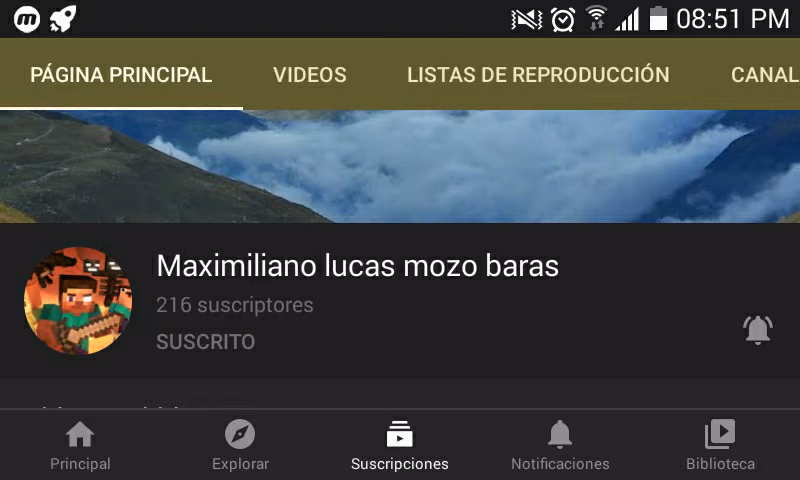 08:51 PM
PÁGINA PRINCIPAL VIDEOS LISTAS DE REPRODUCCIÓN CANAL
Maximiliano lucas mozo baras
216 suscriptores
SUSCRITO
Principal Explorar Suscripciones Notificaciones Biblioteca